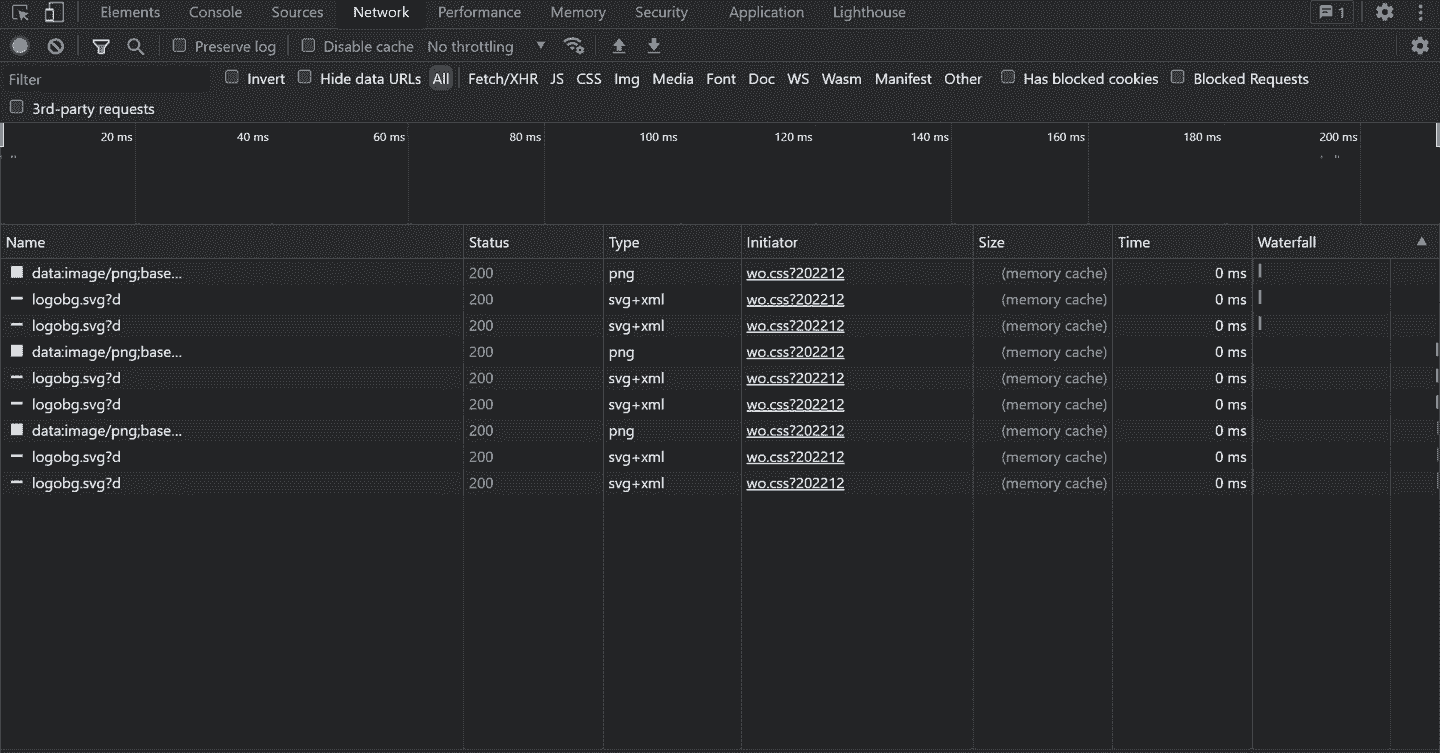 Elements Console Sources Network Performance Memory Security Application Lighthouse 1
Preserve log Disable cache No throttling
Filter Invert Hide data URLs All Fetch/XHR JS CSS Img Media Font Doc WS Wasm Manifest Other Has blocked cookies Blocked Requests
3rd-party requests
20 ms 40 ms 60 ms 80 ms 100 ms 120 ms 140 ms 160 ms 180 ms 200 ms
Name Status Type Initiator Size Time Waterfall
data:image/png;base... 200 png wo.css?202212 (memory cache) 0 ms
logobg.svg?d 200 svg+xml wo.css?202212 (memory cache) 0 ms
logobg.svg?d 200 svg+xml wo.css?202212 (memory cache) 0 ms
data:image/png;base... 200 png wo.css?202212 (memory cache) 0 ms
logobg.svg?d 200 svg+xml wo.css?202212 (memory cache) 0 ms
logobg.svg?d 200 svg+xml wo.css?202212 (memory cache) 0 ms
data:image/png;base... 200 png wo.css?202212 (memory cache) 0 ms
logobg.svg?d 200 svg+xml wo.css?202212 (memory cache) 0 ms
logobg.svg?d 200 svg+xml wo.css?202212 (memory cache) 0 ms